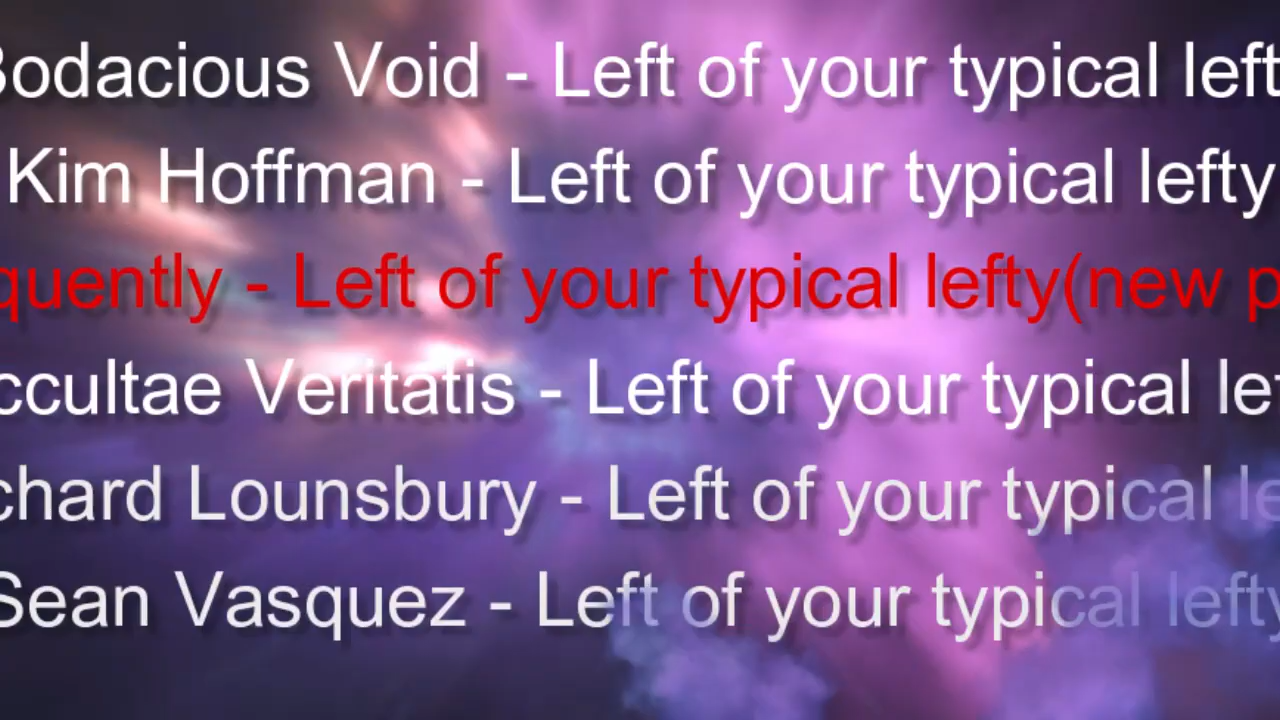 Bodacious Void - Left of your typical left
Kim Hoffman - Left of your typical lefty
quently - Left of your typical lefty(new p
ccultae Veritatis - Left of your typical lef
chard Lounsbury - Left of your typical le
Sean Vasquez - Left of your typical lefty